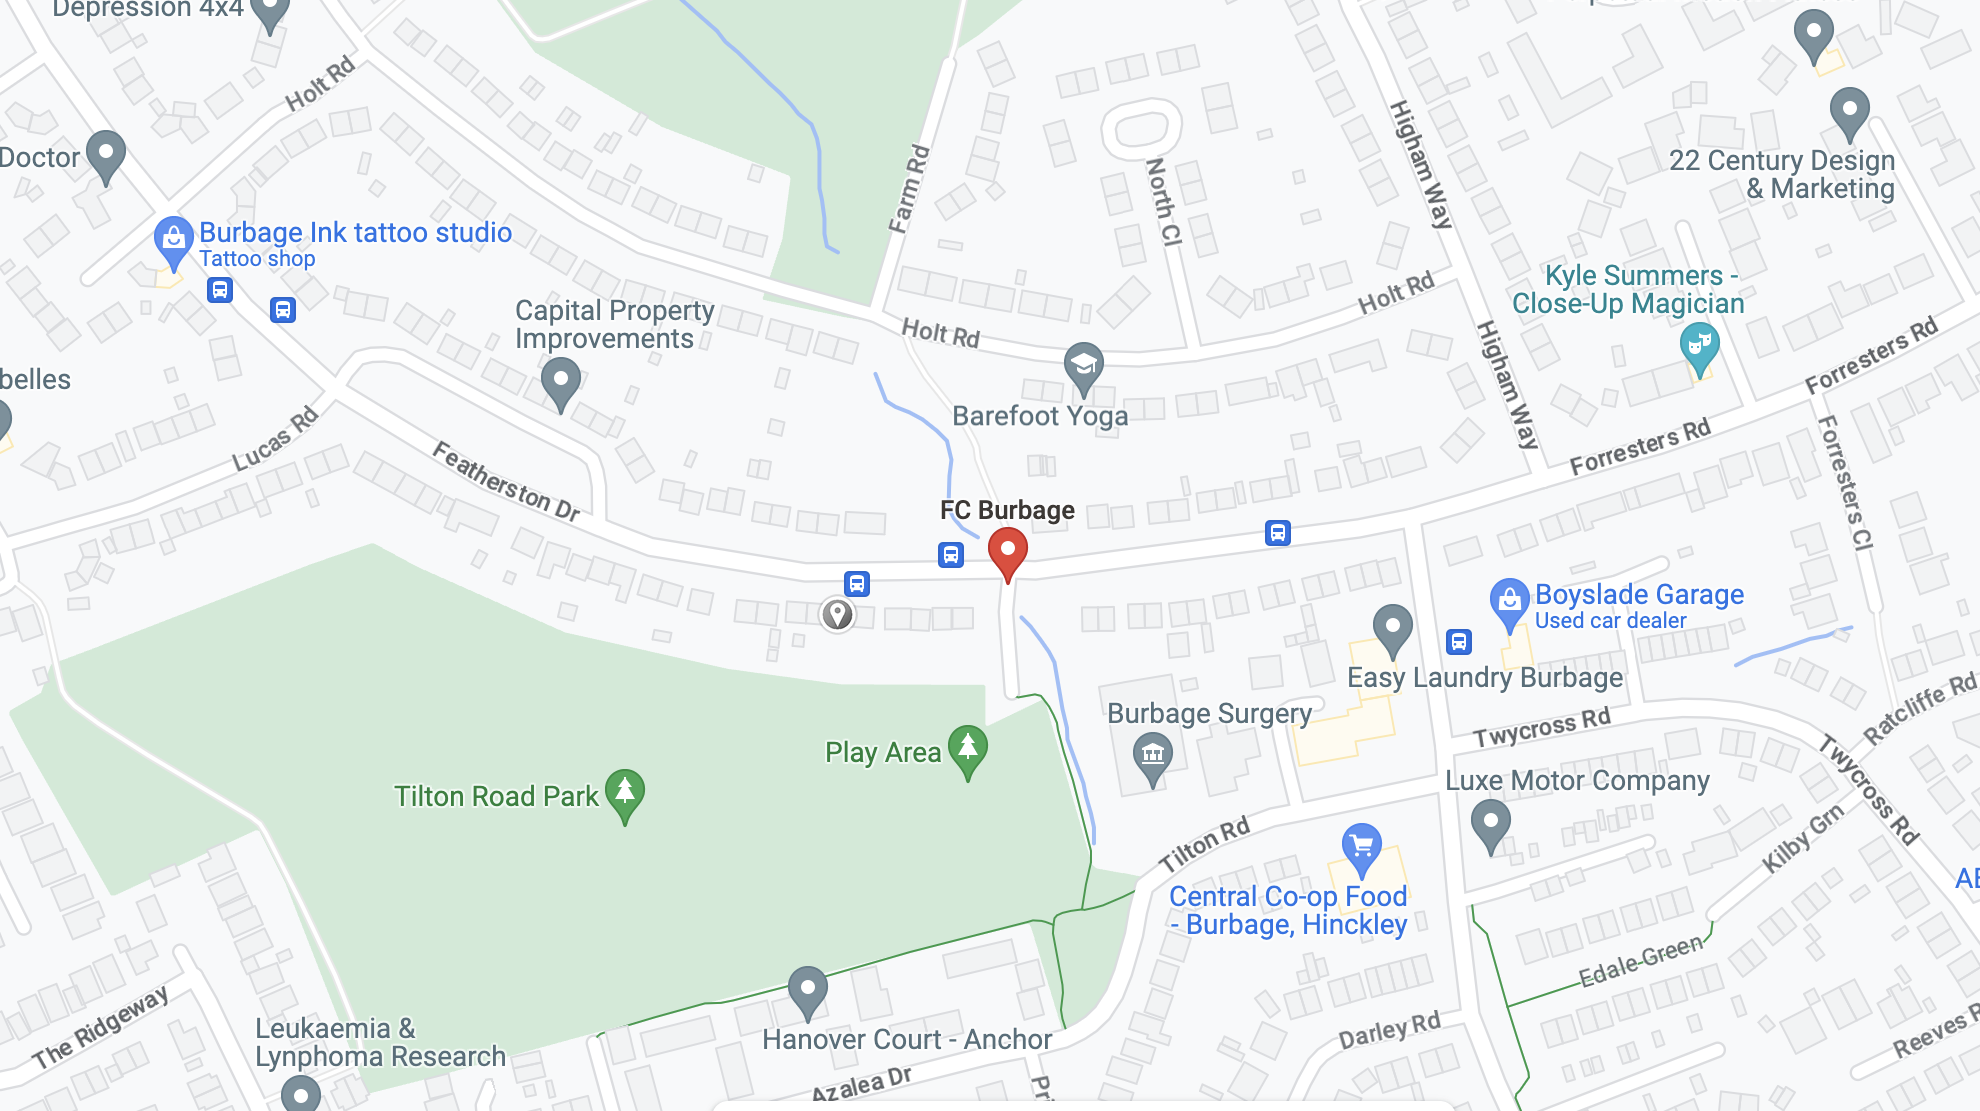 Depression 4x4
Holt Rd
Doctor
Burbage Ink tattoo studio
Tattoo shop
Farm Rd
North Cl
Higham Way
22 Century Design
& Marketing
Capital Property
Improvements
Holt Rd
Holt Rd
Kyle Summers -
Close-Up Magician
Higham Way
Forresters Rd
belles
Lucas Rd
Barefoot Yoga
Featherston Dr
Forresters Rd
Forresters Cl
FC Burbage
Boyslade Garage
Used car dealer
Easy Laundry Burbage
Burbage Surgery
Twycross Rd
Ratcliffe Rd
Play Area
Tilton Road Park
Luxe Motor Company
Twycross Rd
Tilton Rd
Kilby Grn
Central Co-op Food
- Burbage, Hinckley
AE
Edale Green
The Ridgeway
Leukaemia &
Lynphoma Research
Hanover Court - Anchor
Darley Rd
Reeves R
Azalea Dr
Pri